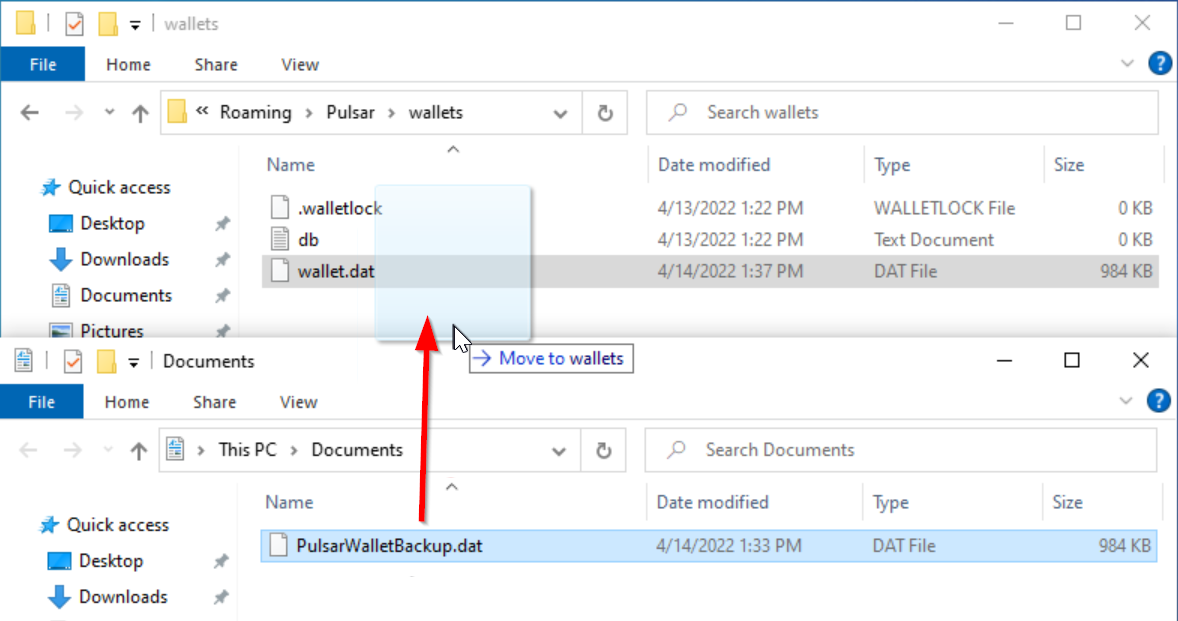 wallets
File Home Share View
« Roaming > Pulsar > wallets Search wallets
Name Date modified Type Size
Quick access
.walletlock 4/13/2022 1:22 PM WALLETLOCK File 0 KB
Desktop
db 4/13/2022 1:22 PM Text Document 0 KB
Downloads
wallet.dat 4/14/2022 1:37 PM DAT File 984 KB
Documents
Pictures
Move to wallets
Documents
File Home Share View
> This PC > Documents Search Documents
Name Date modified Type Size
Quick access
PulsarWalletBackup.dat 4/14/2022 1:33 PM DAT File 984 KB
Desktop
Downloads